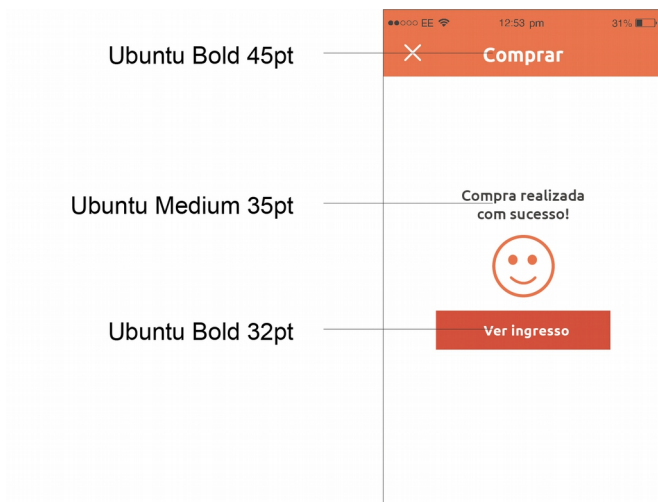 EE 12:53 pm 31%
Ubuntu Bold 45pt
Comprar
Ubuntu Medium 35pt
Compra realizada
com sucesso!
Ubuntu Bold 32pt
Ver ingresso